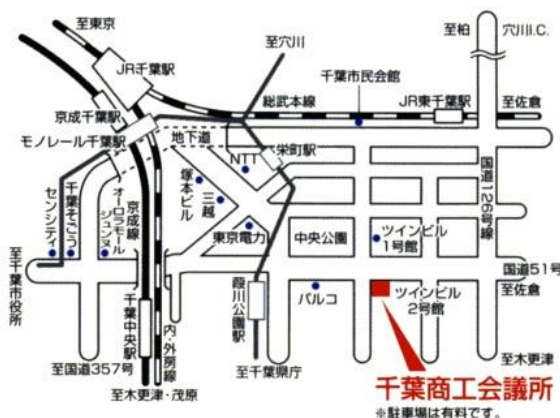 至東京
至穴川
至柏
穴川I.C.
JR千葉駅
千葉市民会館
総武本線
JR東千葉駅
至佐倉
京成千葉駅
モノレール千葉駅
地下道
NTT
栄町駅
国道126号線
塚本ビル
三越
京成線
オーロラモール
ジュンヌ
千葉そごう
センシティ
東京電力
中央公園
ツインビル
1号館
至千葉市役所
国道51号
至佐倉
葭川公園駅
パルコ
ツインビル
2号館
千葉中央駅
内・外房線
至国道357号
至千葉県庁
至木更津
至木更津・茂原
千葉商工会議所
※駐車場は有料です。